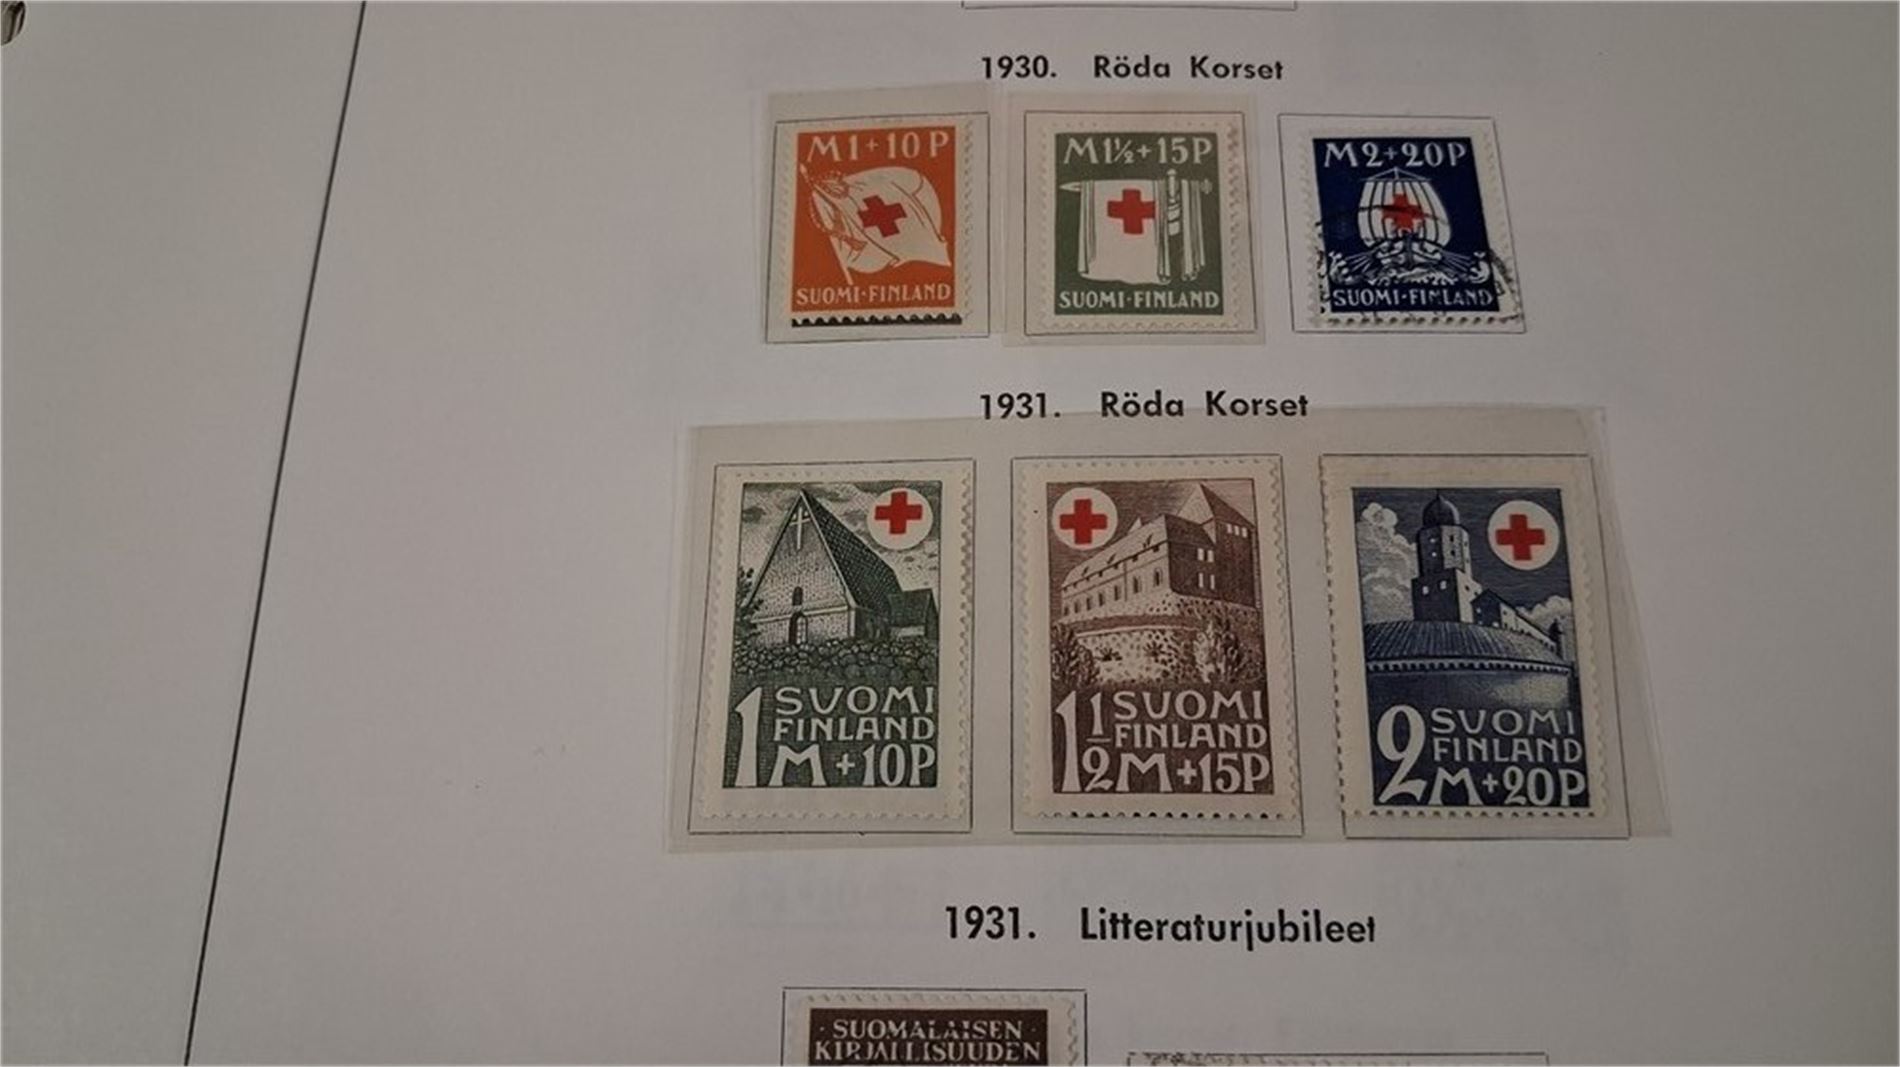 1930. Röda Korset
M1+10P
SUOMI·FINLAND
M1½+15P
SUOMI·FINLAND
M2+20P
SUOMI·FINLAND
1931. Röda Korset
1 SUOMI
FINLAND
M+10P
1½ SUOMI
FINLAND
M+15P
2 SUOMI
FINLAND
M+20P
1931. Litteraturjubileet
·SUOMALAISEN·
KIRJALLISUUDEN